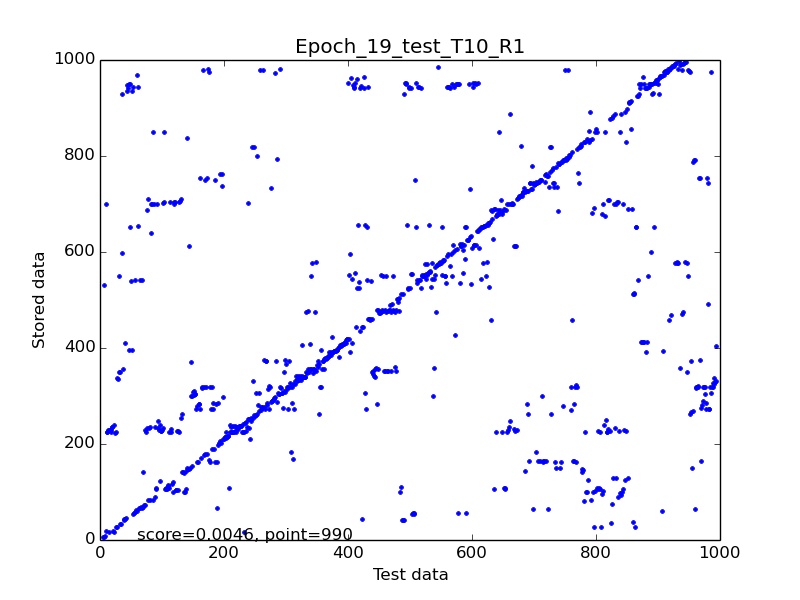 Epoch_19_test_T10_R1
1000
800
600
400
200
0
Stored data
score=0.0046, point=990
0 200 400 600 800 1000
Test data